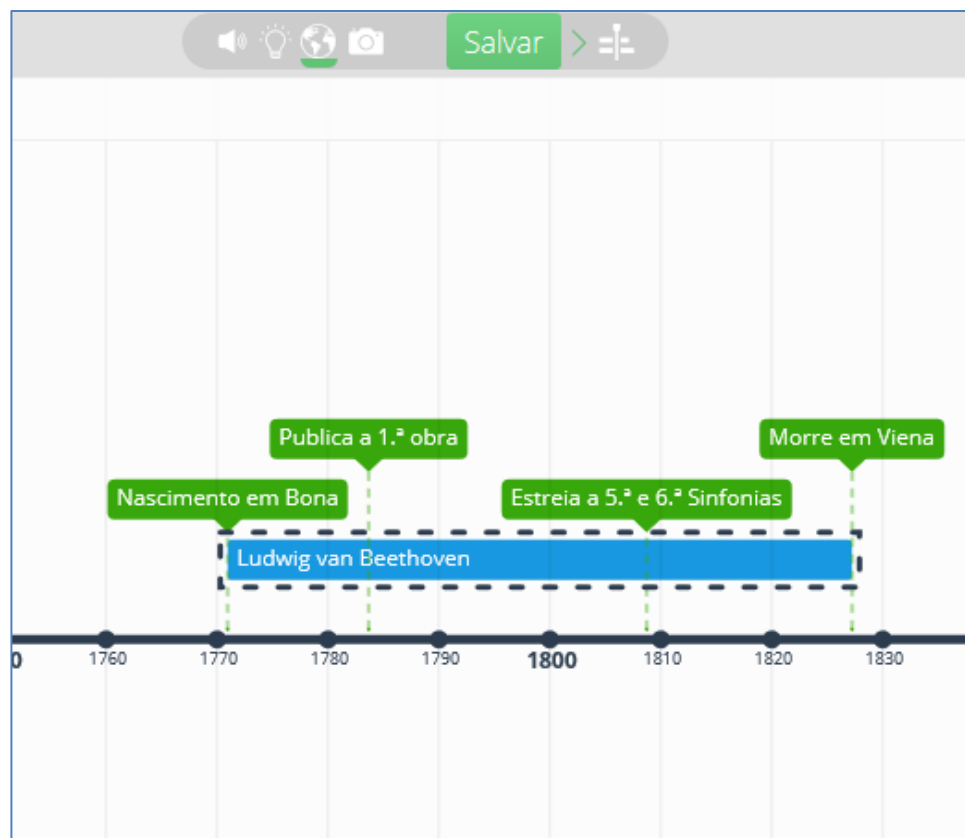 Salvar
Publica a 1.ª obra
Morre em Viena
Nascimento em Bona
Estreia a 5.ª e 6.ª Sinfonias
Ludwig van Beethoven
0
1760
1770
1780
1790
1800
1810
1820
1830